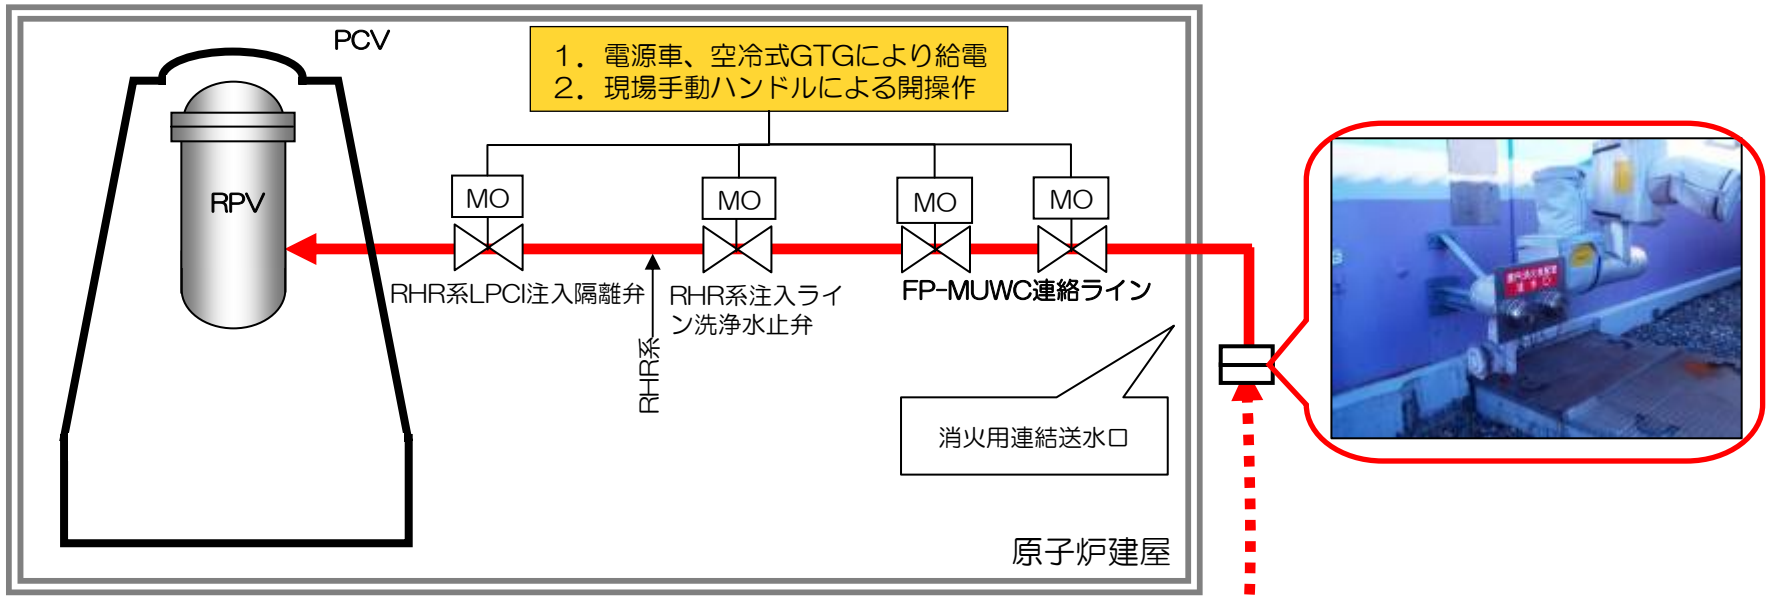 PCV
1．電源車、空冷式GTGにより給電
2．現場手動ハンドルによる開操作
RPV
MO
MO
MO
MO
RHR系LPCI注入隔離弁
RHR系注入ライ
ン洗浄水止弁
FP-MUWC連絡ライン
RHR系
消火用連結送水口
原子炉建屋
送水口